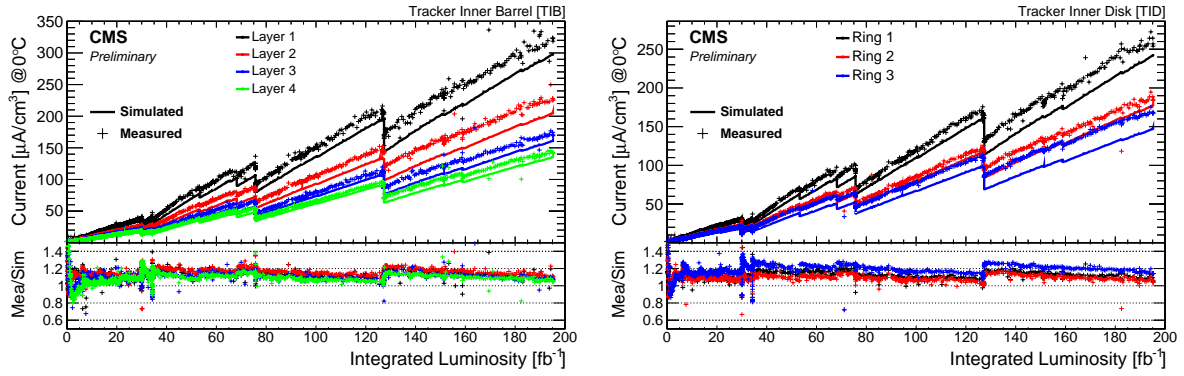 Tracker Inner Barrel [TIB]
CMS
Preliminary
Layer 1
Layer 2
Layer 3
Layer 4
Simulated
Measured
Current [μA/cm³] @0°C
350
300
250
200
150
100
50
Mea/Sim
1.4
1.2
1
0.8
0.6
0 20 40 60 80 100 120 140 160 180 200
Integrated Luminosity [fb⁻¹]
Tracker Inner Disk [TID]
CMS
Preliminary
Ring 1
Ring 2
Ring 3
Simulated
Measured
Current [μA/cm³] @0°C
250
200
150
100
50
Mea/Sim
1.4
1.2
1.0
0.8
0.6
0 20 40 60 80 100 120 140 160 180 200
Integrated Luminosity [fb⁻¹]